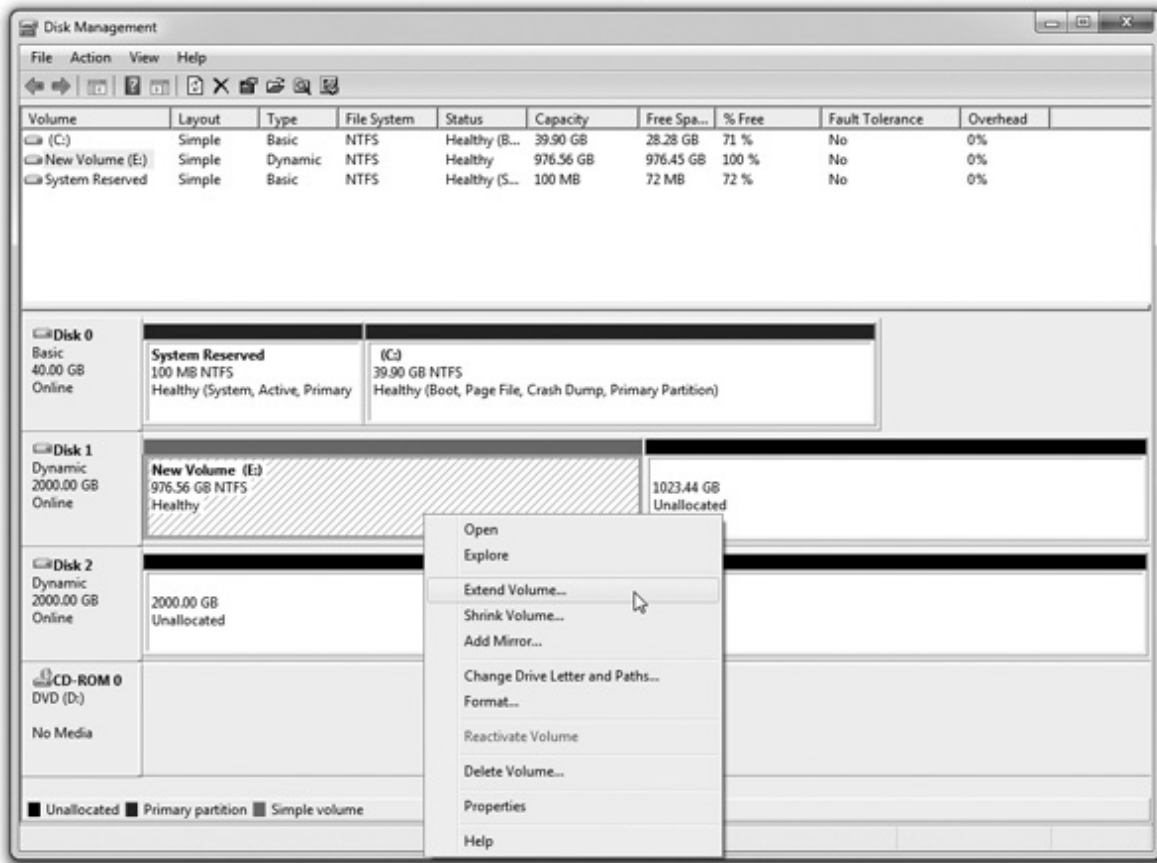 Disk Management
File Action View Help
Volume Layout Type File System Status Capacity Free Spa... % Free Fault Tolerance Overhead
(C:) Simple Basic NTFS Healthy (B... 39.90 GB 28.28 GB 71 % No 0%
New Volume (E:) Simple Dynamic NTFS Healthy 976.56 GB 976.45 GB 100 % No 0%
System Reserved Simple Basic NTFS Healthy (S... 100 MB 72 MB 72 % No 0%
Disk 0
Basic
40.00 GB
Online
System Reserved
100 MB NTFS
Healthy (System, Active, Primary
(C:)
39.90 GB NTFS
Healthy (Boot, Page File, Crash Dump, Primary Partition)
Disk 1
Dynamic
2000.00 GB
Online
New Volume (E:)
976.56 GB NTFS
Healthy
1023.44 GB
Unallocated
Disk 2
Dynamic
2000.00 GB
Online
2000.00 GB
Unallocated
CD-ROM 0
DVD (D:)
No Media
Open
Explore
Extend Volume...
Shrink Volume...
Add Mirror...
Change Drive Letter and Paths...
Format...
Reactivate Volume
Delete Volume...
Properties
Help
Unallocated Primary partition Simple volume